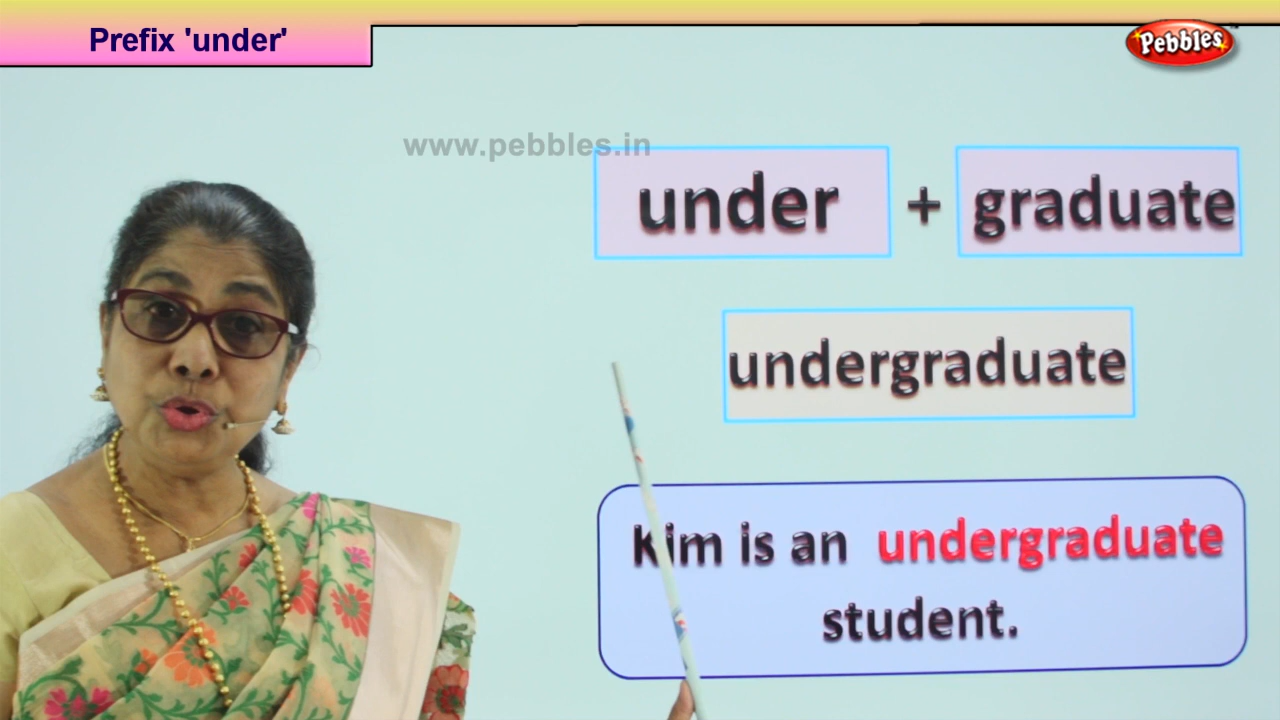 Prefix 'under'
Pebbles
www.pebbles.in
under + graduate
undergraduate
Kim is an undergraduate
student.